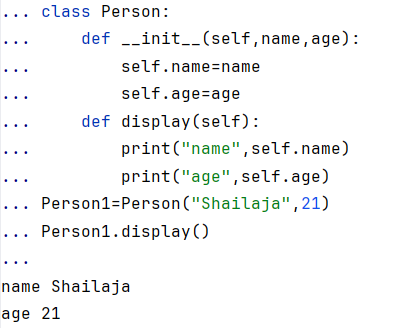 ... class Person:
...     def __init__(self,name,age):
...         self.name=name
...         self.age=age
...     def display(self):
...         print("name",self.name)
...         print("age",self.age)
... Person1=Person("Shailaja",21)
... Person1.display()
...
name Shailaja
age 21